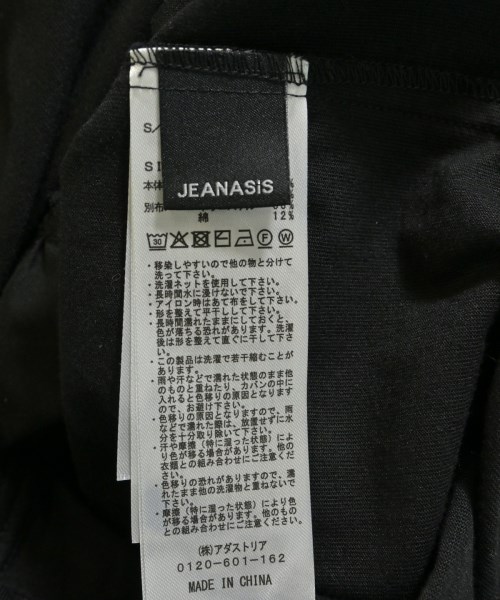 S/
SI
JEANASiS
本体
別布
綿 12%
30
F W
・移染しやすいので他の物と分けて
洗って下さい。
・洗濯ネットを使用して下さい。
・長時間水に浸けないで下さい。
・アイロン時はあて布をして下さい。
・形を整えて平干しして下さい。
・長時間濡れたままにしておくと、
色が落ちる恐れがあります。洗濯
後は形を整えて直ぐに干して下さ
い。
・この製品は洗濯で若干縮むことが
あります。
・雨や汗などで濡れた状態のまま他
のものと重ねたり、カバンの中に
入れると色移りの原因となります
ので、お避け下さい。
・色移りの原因となりますので、雨
などで濡れた際は、放置せずに水
分を十分取り除いて下さい。
・汗や摩擦（特に湿った状態）によ
り色が移る場合があります。他の
衣類との組み合わせにご注意くだ
さい。
・色移りの恐れがありますので、濡
れたまま他の洗濯物と重ねないで
下さい。
・摩擦（特に湿った状態）により色
が移る場合があります。他のもの
との組み合わせにご注意ください。
(株)アダストリア
0120-601-162
MADE IN CHINA